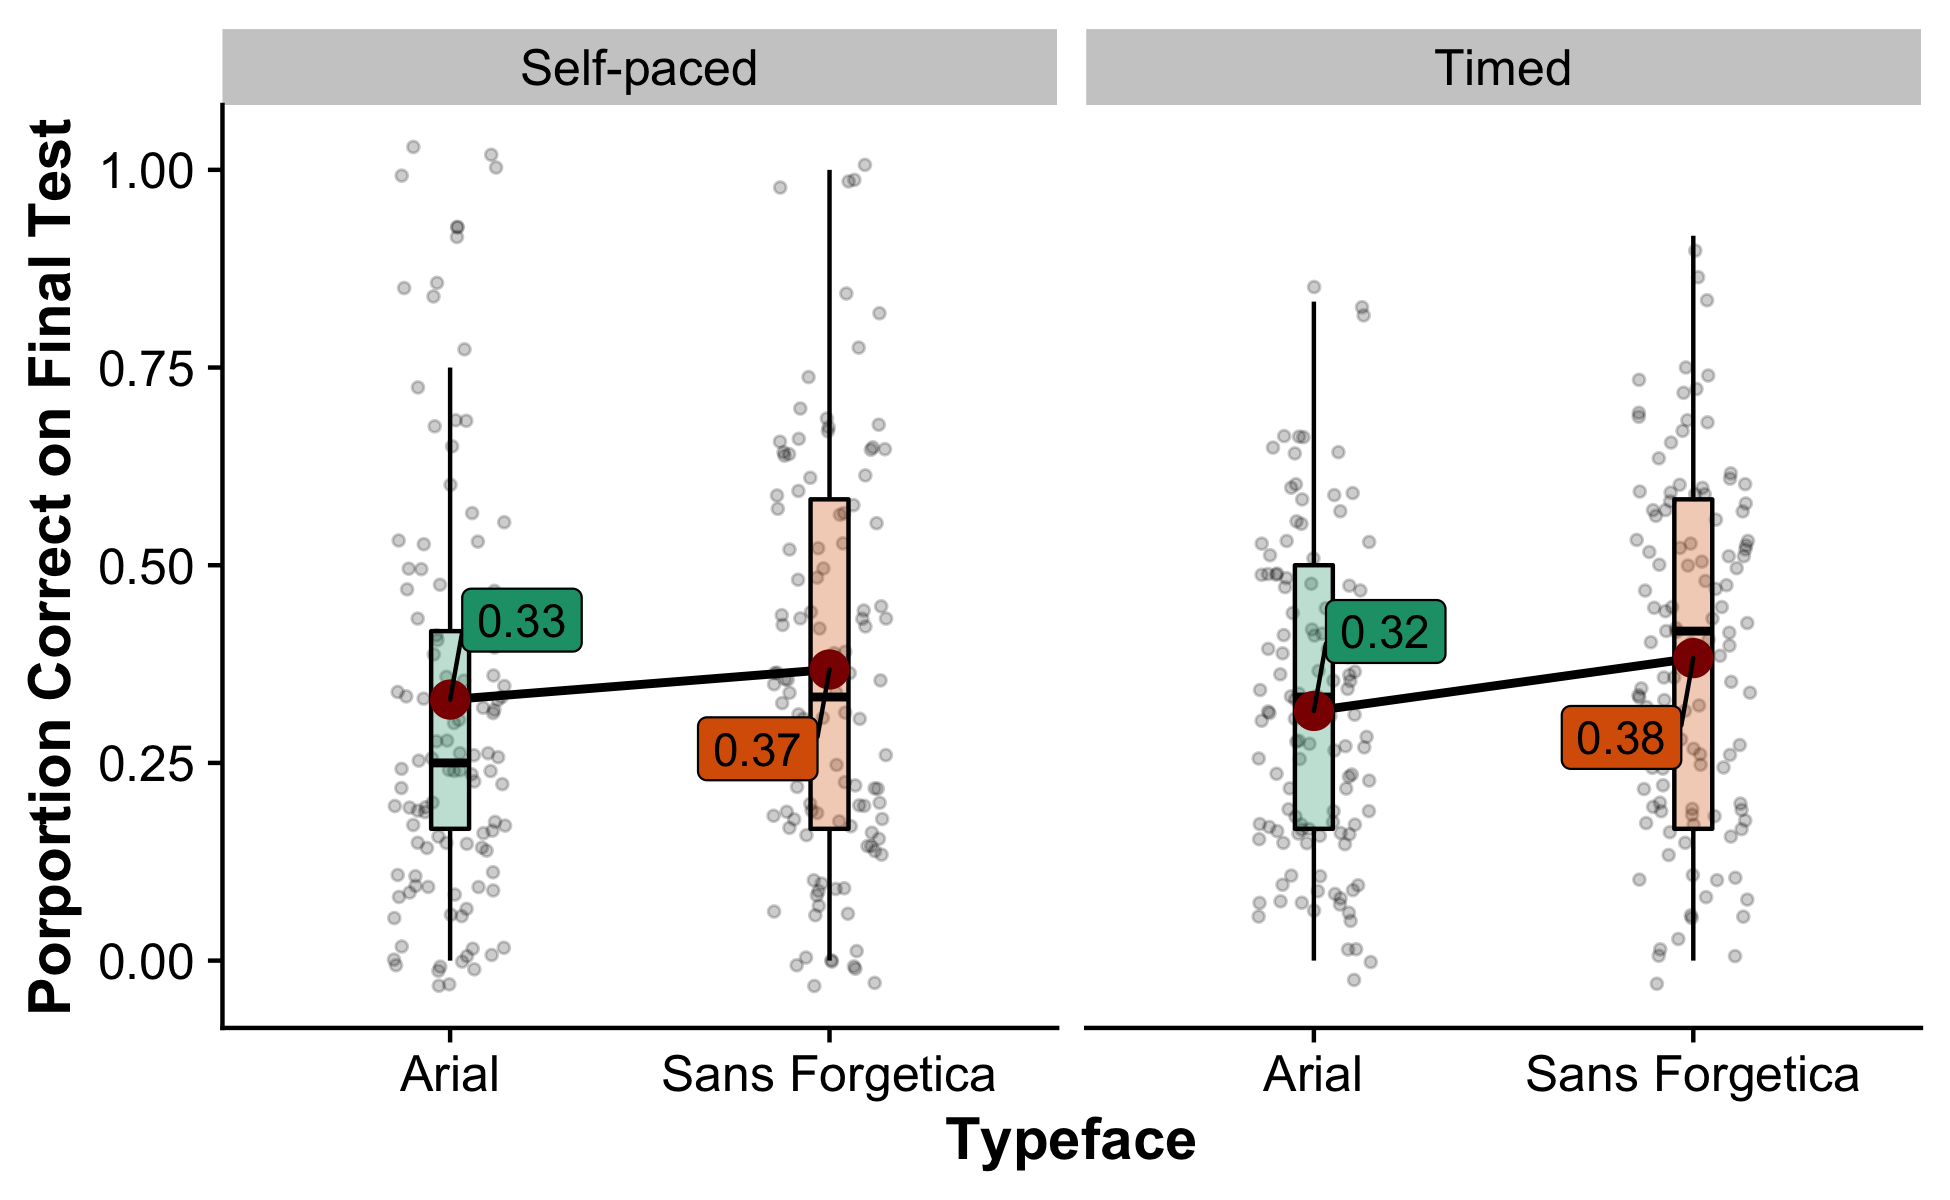 Self-paced
Timed
Porportion Correct on Final Test
1.00
0.75
0.50
0.25
0.00
0.33
0.37
0.32
0.38
Arial
Sans Forgetica
Arial
Sans Forgetica
Typeface